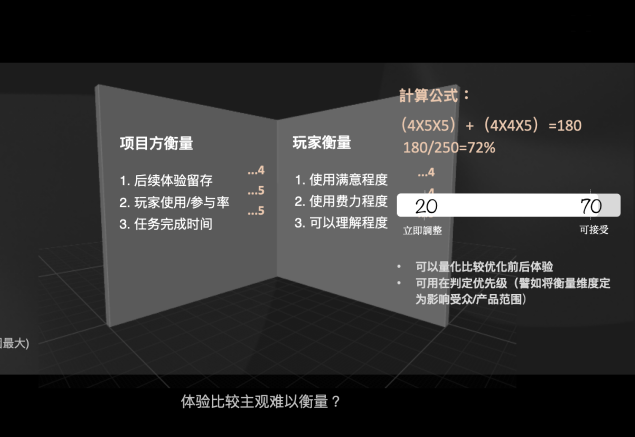 项目方衡量
1. 后续体验留存 ...4
2. 玩家使用/参与率 ...5
3. 任务完成时间 ...5
玩家衡量
1. 使用满意程度 ...4
2. 使用费力程度
3. 可以理解程度
計算公式：
（4X5X5）+（4X4X5）=180
180/250=72%
20 70
立即調整 可接受
• 可以量化比较优化前后体验
• 可用在判定优先级（譬如将衡量维度定
为影响受众/产品范围）
最大)
体验比较主观难以衡量？